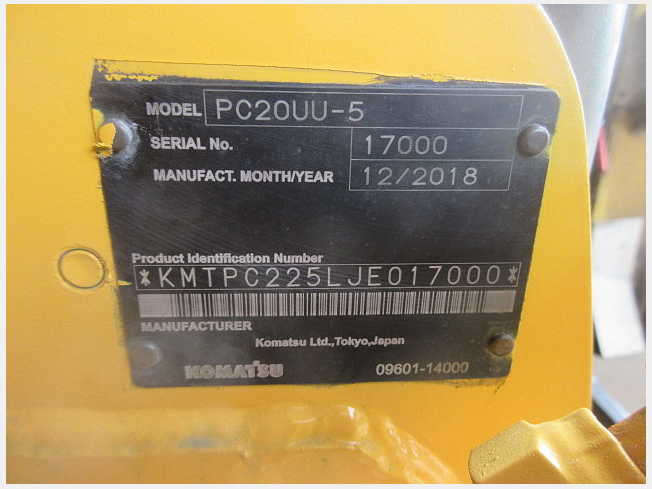 MODEL PC20UU-5
SERIAL No. 17000
MANUFACT. MONTH/YEAR 12/2018
Product Identification Number
*KMTPC225LJE017000*
MANUFACTURER
Komatsu Ltd.,Tokyo,Japan
KOMATSU 09601-14000